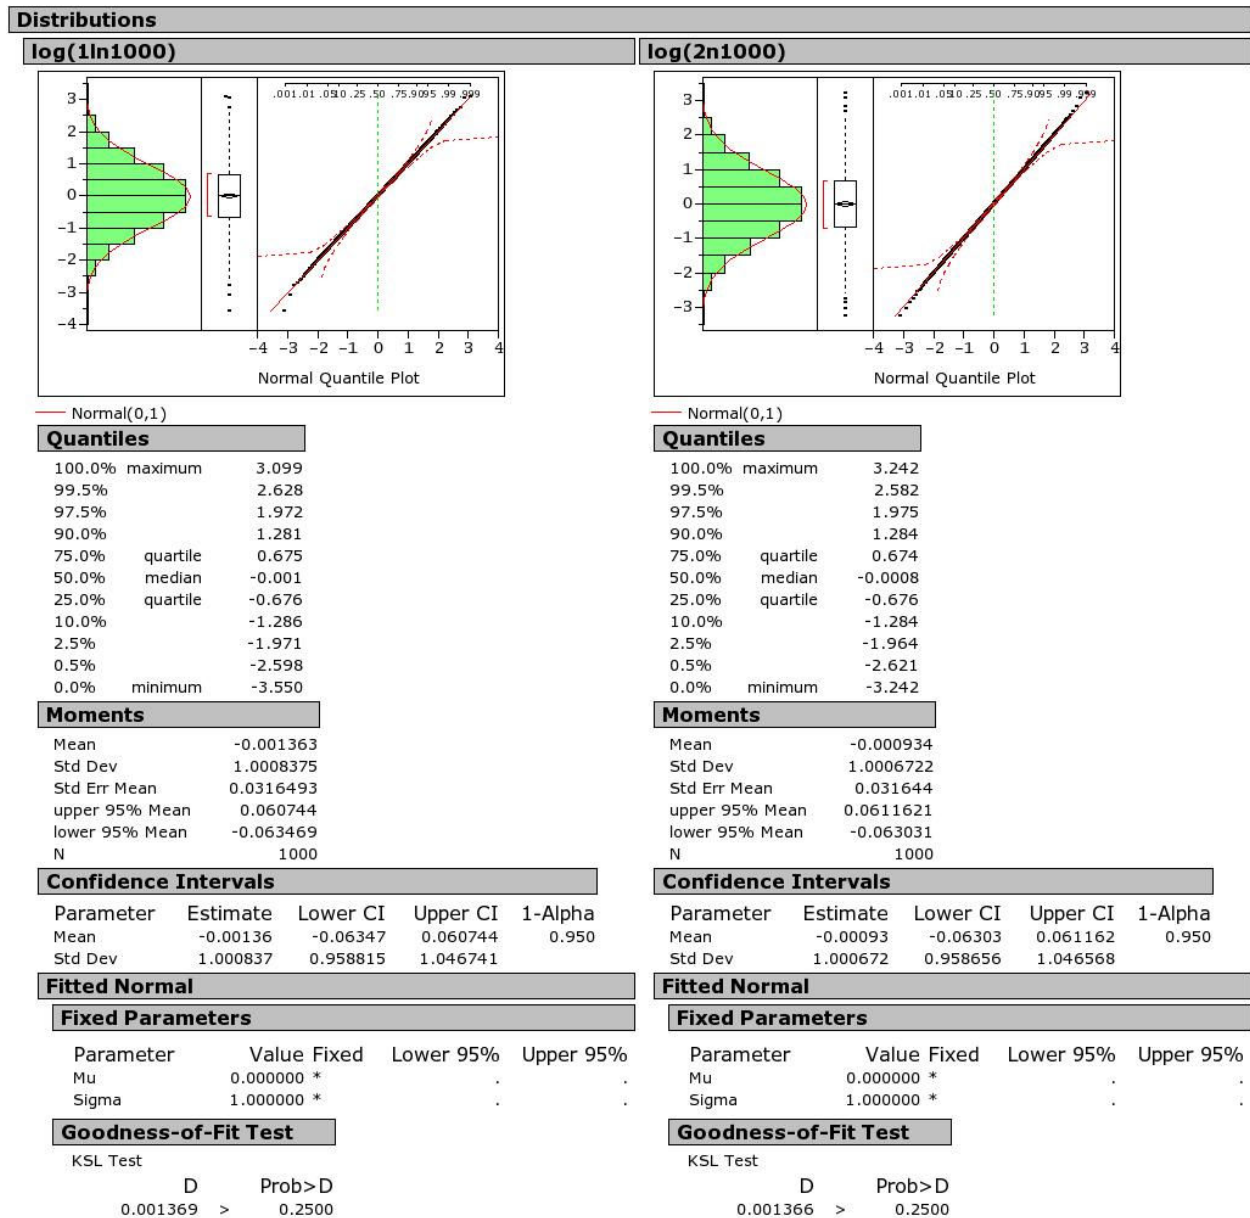 Distributions
log(1ln1000)
.001 .01 .05 .10 .25 .50 .75 .90 .95 .99 .999
3
2
1
0
-1
-2
-3
-4
-4 -3 -2 -1 0 1 2 3 4
Normal Quantile Plot
Normal(0,1)
Quantiles
100.0% maximum 3.099
99.5% 2.628
97.5% 1.972
90.0% 1.281
75.0% quartile 0.675
50.0% median -0.001
25.0% quartile -0.676
10.0% -1.286
2.5% -1.971
0.5% -2.598
0.0% minimum -3.550
Moments
Mean -0.001363
Std Dev 1.0008375
Std Err Mean 0.0316493
upper 95% Mean 0.060744
lower 95% Mean -0.063469
N 1000
Confidence Intervals
Parameter Estimate Lower CI Upper CI 1-Alpha
Mean -0.00136 -0.06347 0.060744 0.950
Std Dev 1.000837 0.958815 1.046741
Fitted Normal
Fixed Parameters
Parameter Value Fixed Lower 95% Upper 95%
Mu 0.000000 * . .
Sigma 1.000000 * . .
Goodness-of-Fit Test
KSL Test
D Prob>D
0.001369 > 0.2500
log(2n1000)
.001 .01 .05 .10 .25 .50 .75 .90 .95 .99 .999
3
2
1
0
-1
-2
-3
-4 -3 -2 -1 0 1 2 3 4
Normal Quantile Plot
Normal(0,1)
Quantiles
100.0% maximum 3.242
99.5% 2.582
97.5% 1.975
90.0% 1.284
75.0% quartile 0.674
50.0% median -0.0008
25.0% quartile -0.676
10.0% -1.284
2.5% -1.964
0.5% -2.621
0.0% minimum -3.242
Moments
Mean -0.000934
Std Dev 1.0006722
Std Err Mean 0.031644
upper 95% Mean 0.0611621
lower 95% Mean -0.063031
N 1000
Confidence Intervals
Parameter Estimate Lower CI Upper CI 1-Alpha
Mean -0.00093 -0.06303 0.061162 0.950
Std Dev 1.000672 0.958656 1.046568
Fitted Normal
Fixed Parameters
Parameter Value Fixed Lower 95% Upper 95%
Mu 0.000000 * . .
Sigma 1.000000 * . .
Goodness-of-Fit Test
KSL Test
D Prob>D
0.001366 > 0.2500